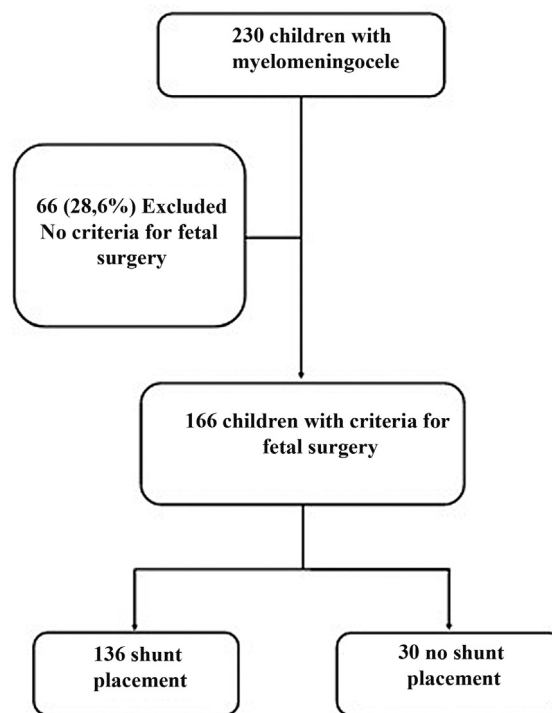 230 children with
myelomeningocele
66 (28,6%) Excluded
No criteria for fetal
surgery
166 children with criteria for
fetal surgery
136 shunt
placement
30 no shunt
placement